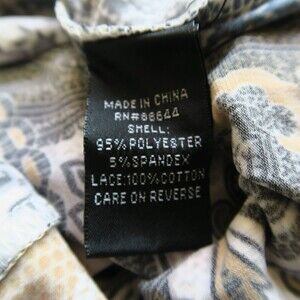 MADE IN CHINA
RN#86644
SHELL:
95% POLYESTER
5% SPANDEX
LACE:100% COTTON
CARE ON REVERSE